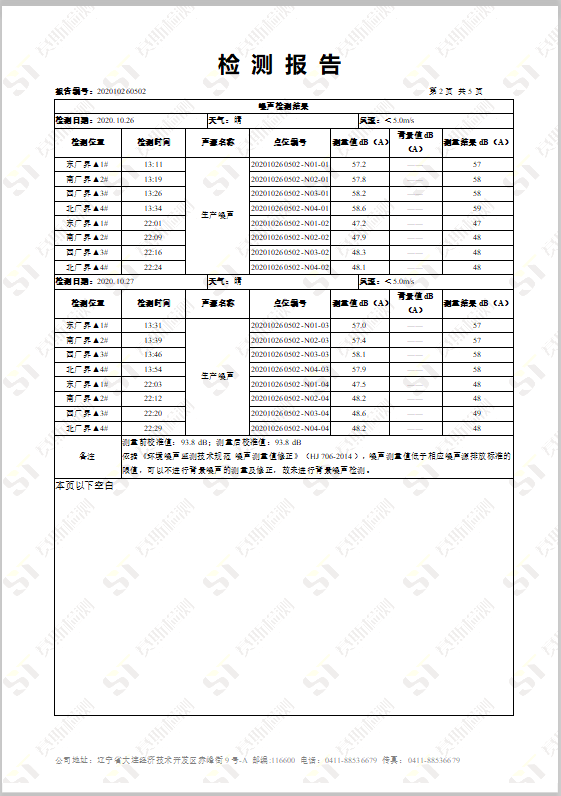 检 测 报 告
报告编号：202010260502 第 2 页 共 5 页
噪声检测结果
检测日期：2020.10.26 天气：晴 风速：＜5.0m/s
检测位置 检测时间 声源名称 点位编号 测量值 dB（A） 背景值 dB（A） 测量结果 dB（A）
东厂界▲1# 13:11 生产噪声 202010260502-N01-01 57.2 —— 57
南厂界▲2# 13:19 202010260502-N02-01 57.8 —— 58
西厂界▲3# 13:26 202010260502-N03-01 58.2 —— 58
北厂界▲4# 13:34 202010260502-N04-01 58.6 —— 59
东厂界▲1# 22:01 202010260502-N01-02 47.2 —— 47
南厂界▲2# 22:09 202010260502-N02-02 47.9 —— 48
西厂界▲3# 22:16 202010260502-N03-02 48.3 —— 48
北厂界▲4# 22:24 202010260502-N04-02 48.1 —— 48
检测日期：2020.10.27 天气：晴 风速：＜5.0m/s
检测位置 检测时间 声源名称 点位编号 测量值 dB（A） 背景值 dB（A） 测量结果 dB（A）
东厂界▲1# 13:31 生产噪声 202010260502-N01-03 57.0 —— 57
南厂界▲2# 13:39 202010260502-N02-03 57.4 —— 57
西厂界▲3# 13:46 202010260502-N03-03 58.1 —— 58
北厂界▲4# 13:54 202010260502-N04-03 57.9 —— 58
东厂界▲1# 22:03 202010260502-N01-04 47.5 —— 48
南厂界▲2# 22:12 202010260502-N02-04 48.2 —— 48
西厂界▲3# 22:20 202010260502-N03-04 48.6 —— 49
北厂界▲4# 22:29 202010260502-N04-04 48.2 —— 48
备注 测量前校准值：93.8 dB；测量后校准值：93.8 dB
依据《环境噪声监测技术规范 噪声测量值修正》（HJ 706-2014），噪声测量值低于相应噪声源排放标准的
限值，可以不进行背景噪声的测量及修正，故未进行背景噪声检测。
本页以下空白
公司地址：辽宁省大连经济技术开发区赤峰街 9 号-A 邮编:116600 电话：0411-88536679 传真：0411-88536679